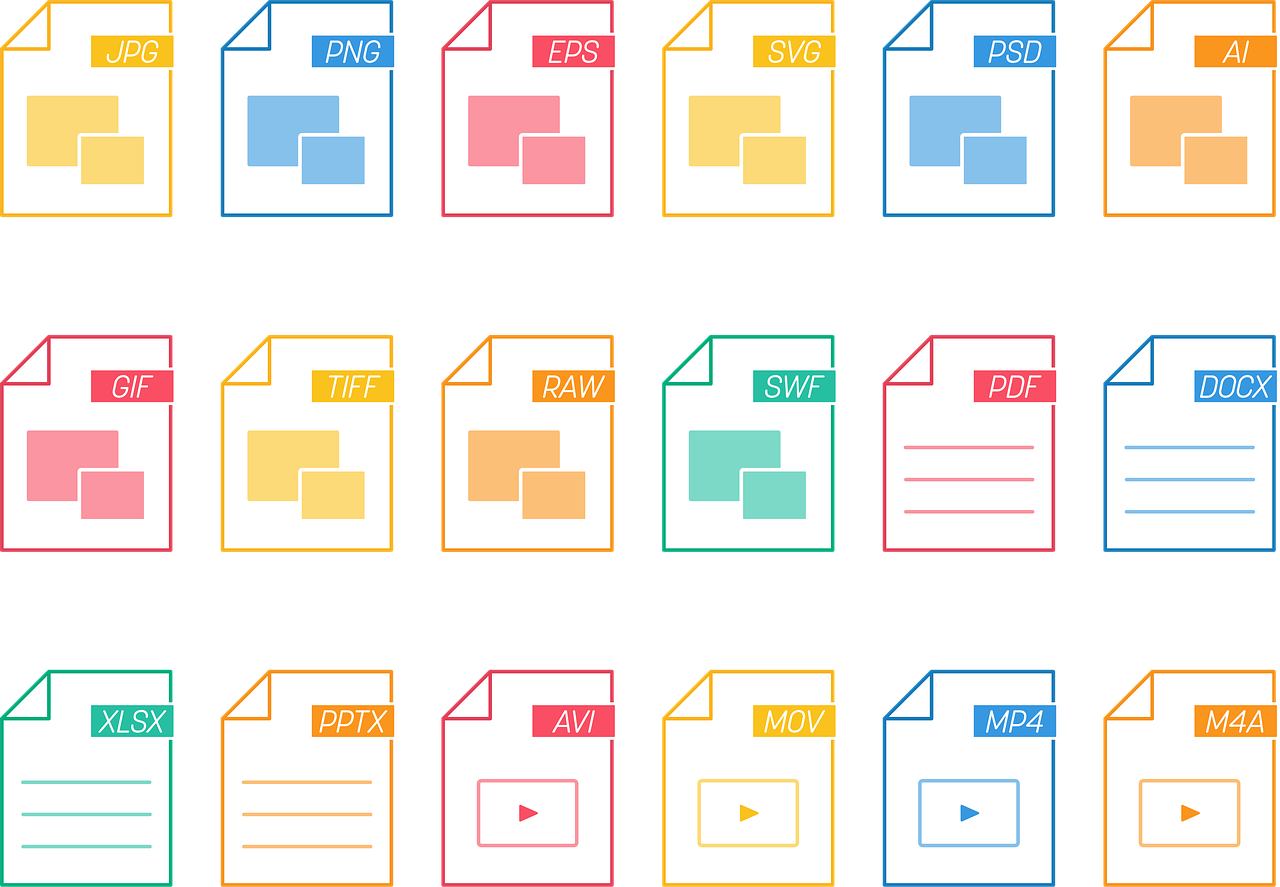 JPG
PNG
EPS
SVG
PSD
AI
GIF
TIFF
RAW
SWF
PDF
DOCX
XLSX
PPTX
AVI
MOV
MP4
M4A